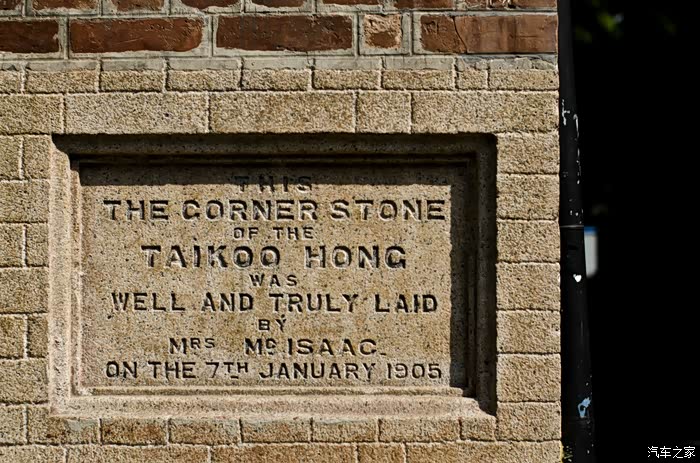 THIS
THE CORNER STONE
OF THE
TAIKOO HONG
WAS
WELL AND TRULY LAID
BY
MRS MC ISAAC.
ON THE 7TH JANUARY 1905
汽车之家